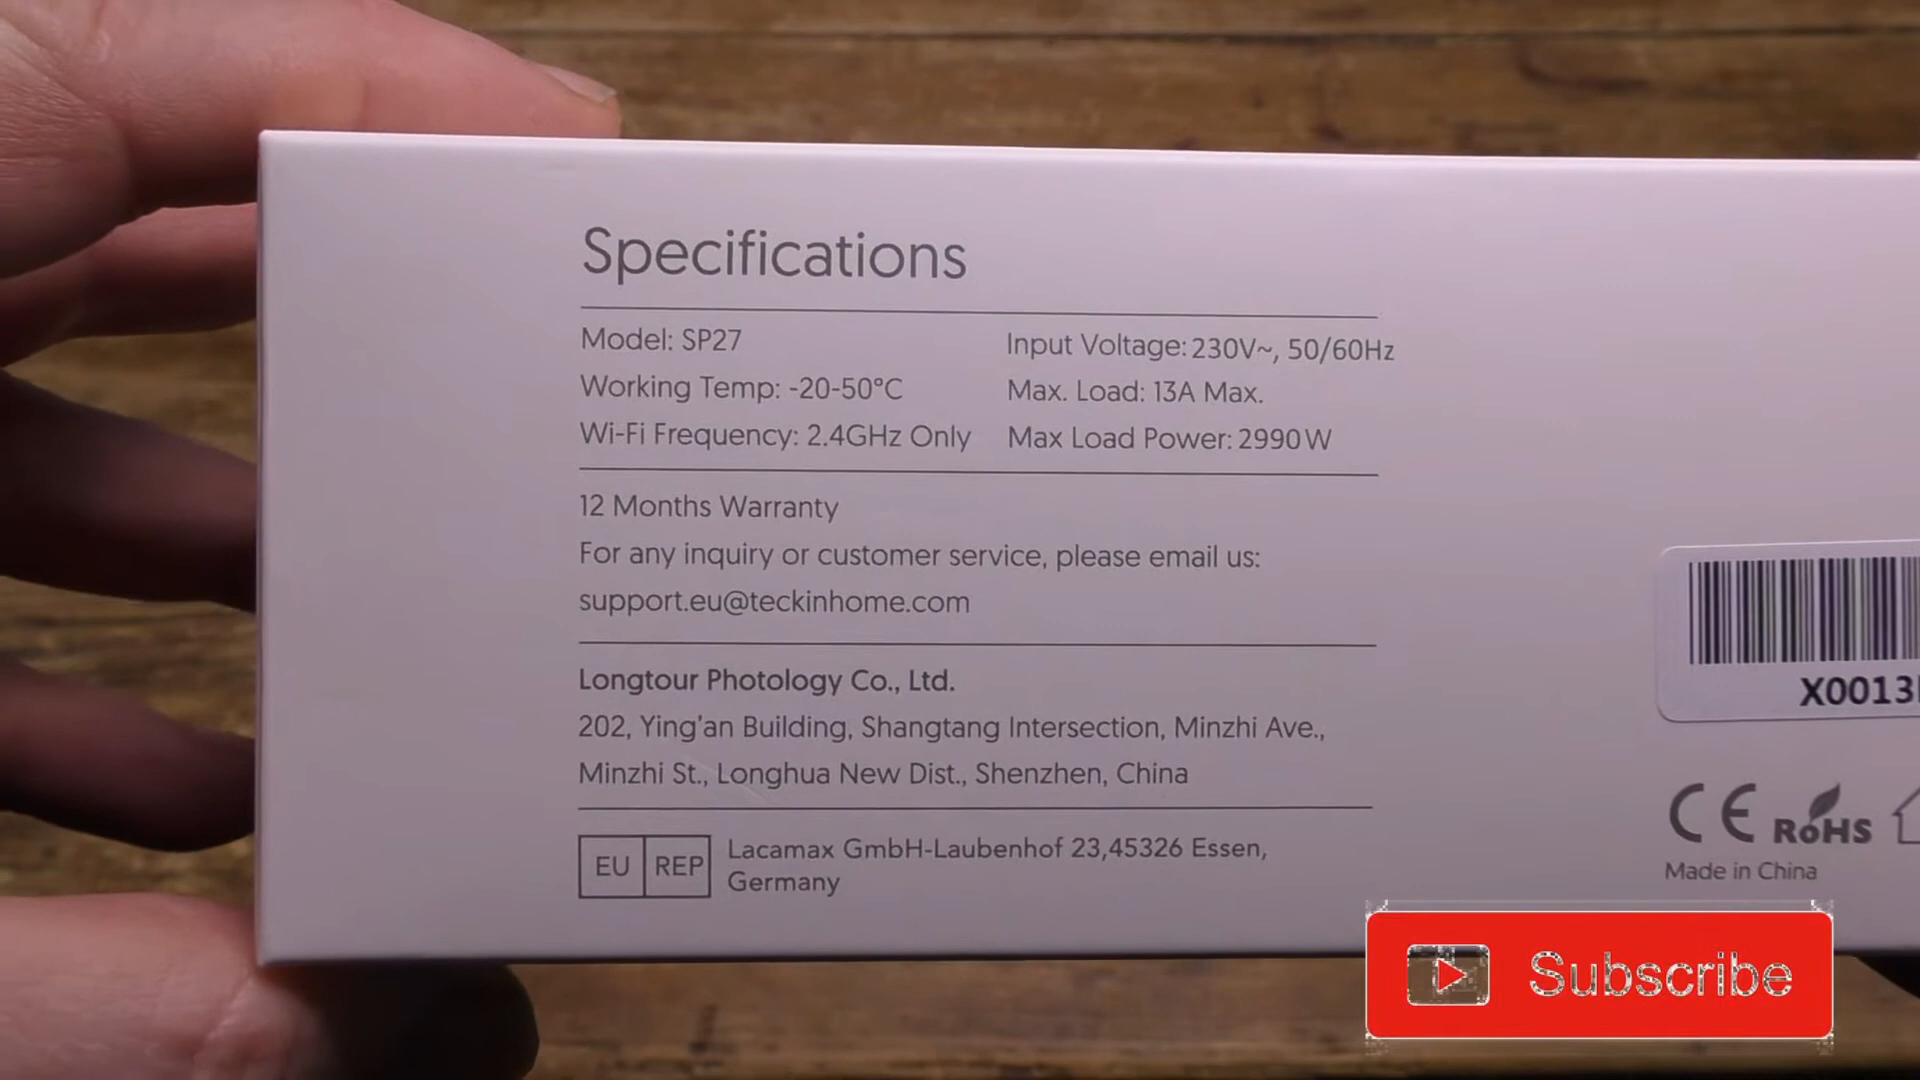 Specifications
Model: SP27
Input Voltage: 230V~, 50/60Hz
Working Temp: -20-50°C
Max. Load: 13A Max.
Wi-Fi Frequency: 2.4GHz Only
Max Load Power: 2990W
12 Months Warranty
For any inquiry or customer service, please email us:
support.eu@teckinhome.com
Longtour Photology Co., Ltd.
202, Ying'an Building, Shangtang Intersection, Minzhi Ave.,
Minzhi St., Longhua New Dist., Shenzhen, China
EU REP
Lacamax GmbH-Laubenhof 23,45326 Essen,
Germany
X0013
CE RoHS
Made in China
Subscribe